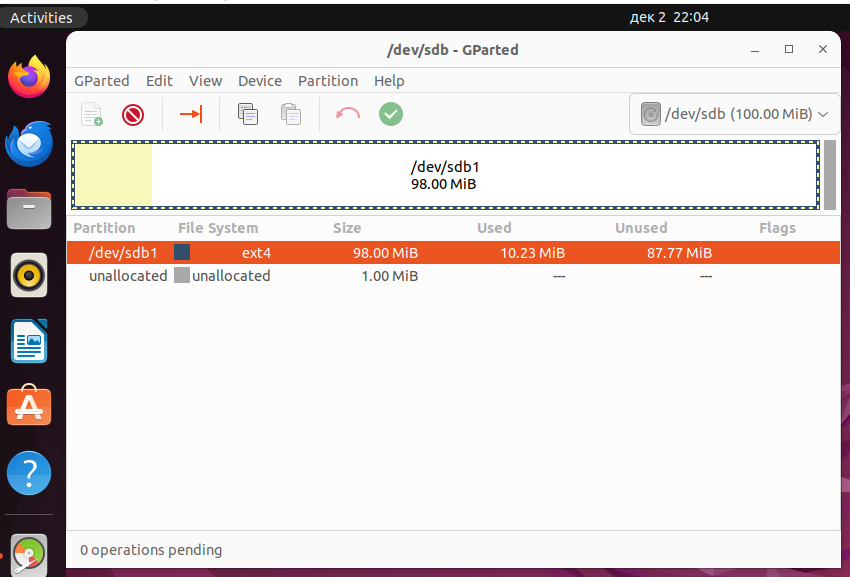 Activities
дек 2 22:04
/dev/sdb - GParted
GParted Edit View Device Partition Help
/dev/sdb (100.00 MiB)
/dev/sdb1
98.00 MiB
Partition File System Size Used Unused Flags
/dev/sdb1 ext4 98.00 MiB 10.23 MiB 87.77 MiB
unallocated unallocated 1.00 MiB --- ---
0 operations pending